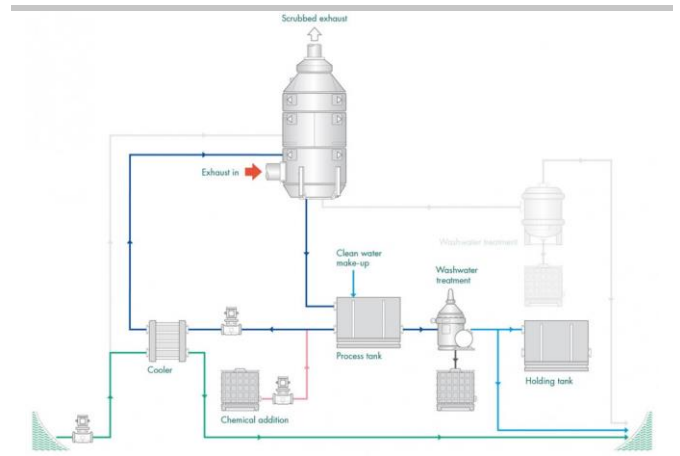 Scrubbed exhaust
Exhaust in
Washwater treatment
Clean water
make-up
Washwater
treatment
Process tank
Cooler
Holding tank
Chemical addition